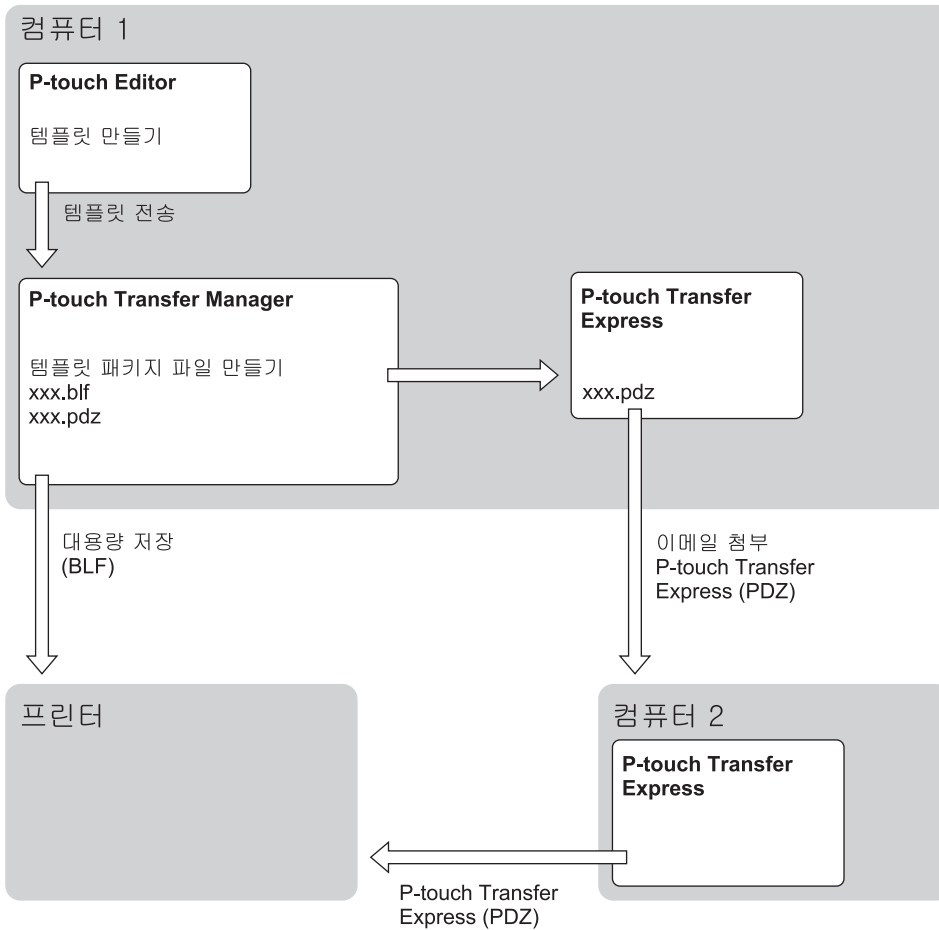 컴퓨터 1
P-touch Editor
템플릿 만들기
템플릿 전송
P-touch Transfer Manager
템플릿 패키지 파일 만들기
xxx.blf
xxx.pdz
P-touch Transfer
Express
xxx.pdz
대용량 저장
(BLF)
이메일 첨부
P-touch Transfer
Express (PDZ)
프린터
컴퓨터 2
P-touch Transfer
Express
P-touch Transfer
Express (PDZ)